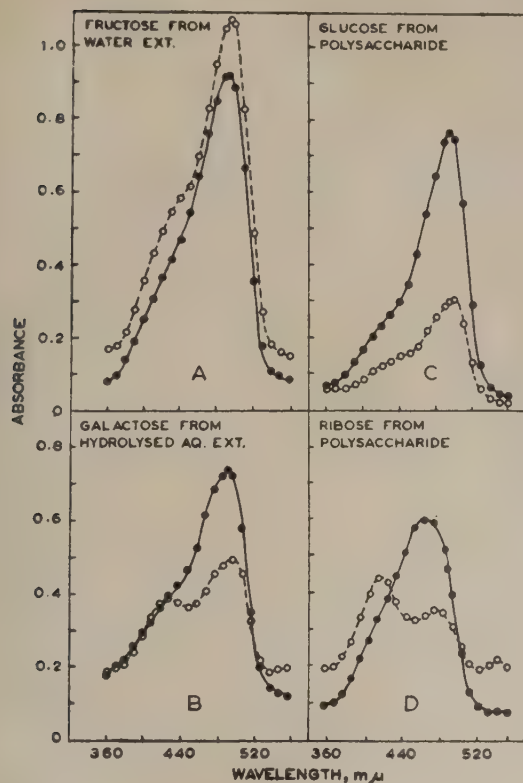 FRUCTOSE FROM
WATER EXT.
GLUCOSE FROM
POLYSACCHARIDE
1.0
0.8
0.6
0.4
0.2
0
A
C
ABSORBANCE
GALACTOSE FROM
HYDROLYSED AQ. EXT.
RIBOSE FROM
POLYSACCHARIDE
0.6
0.4
0.2
0
B
D
360
440
520
360
440
520
WAVELENGTH, mμ